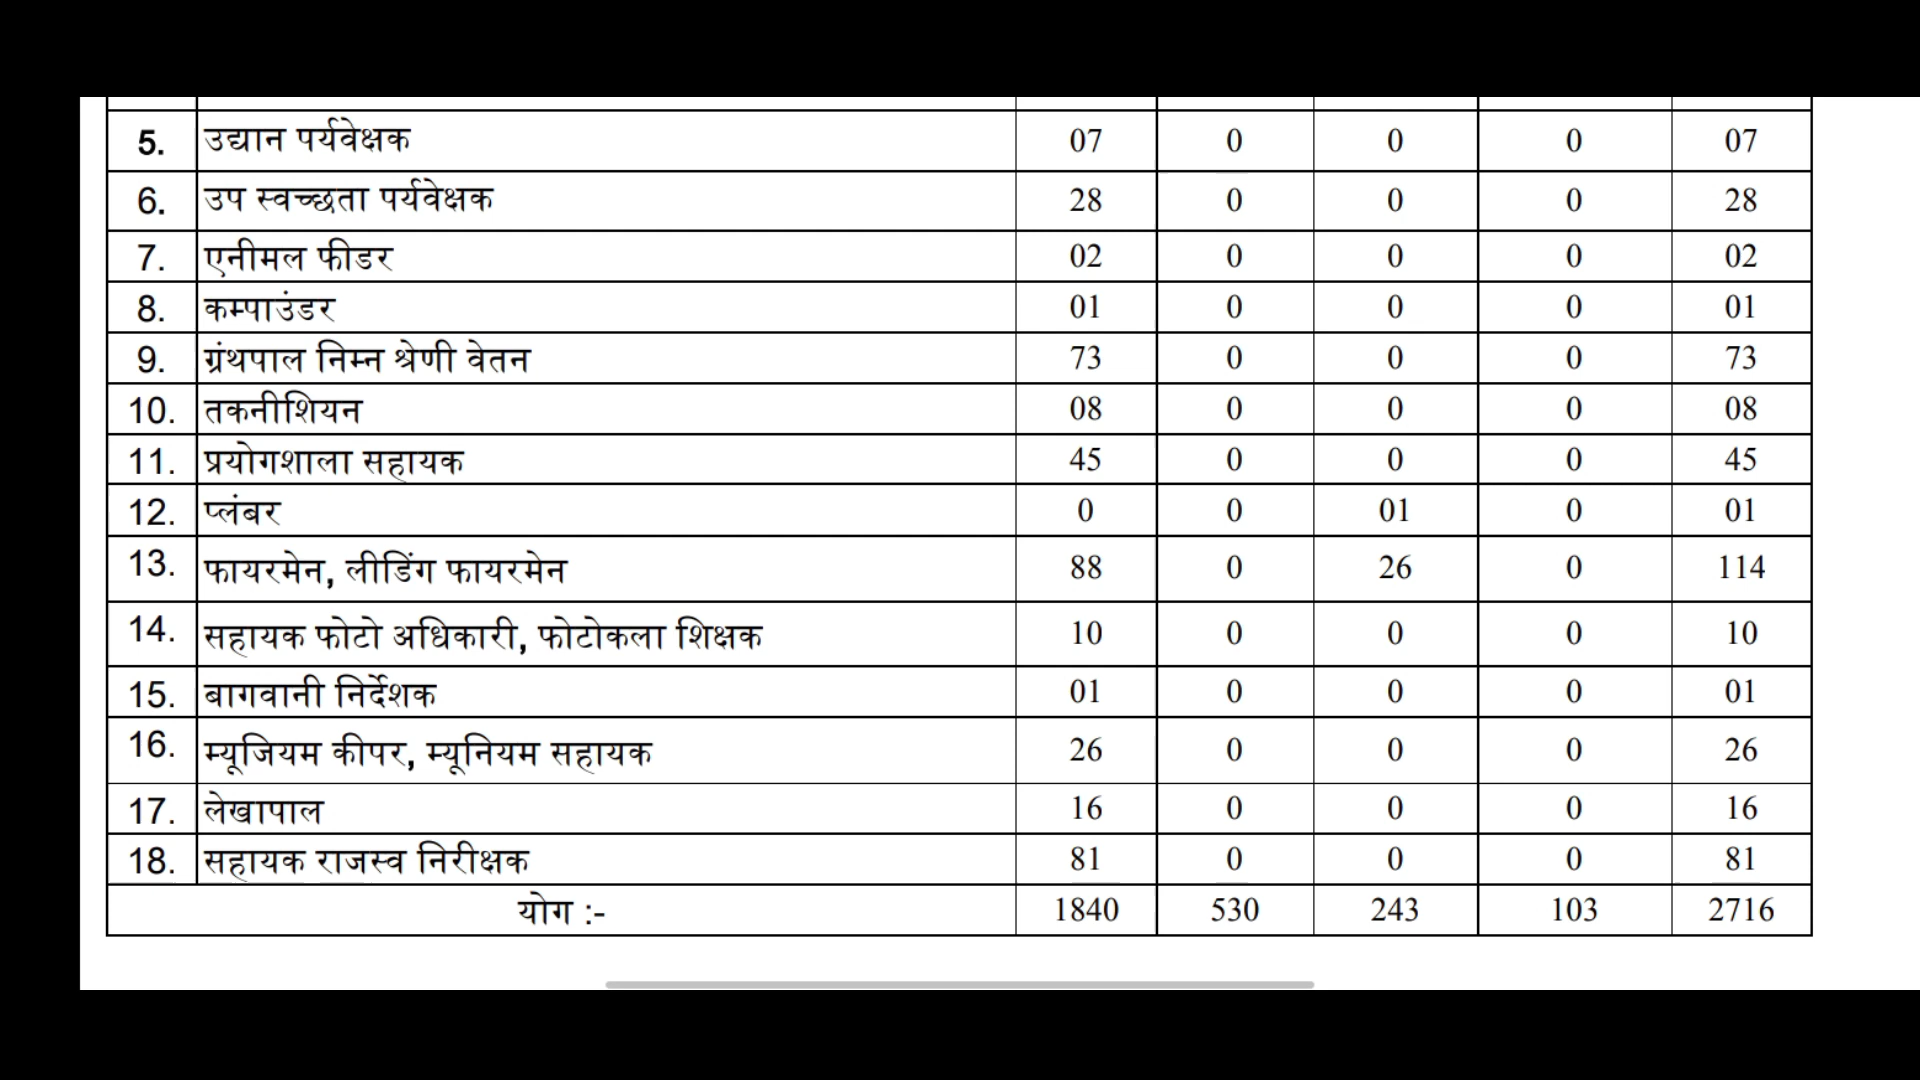 5. उद्यान पर्यवेक्षक 07 0 0 0 07
6. उप स्वच्छता पर्यवेक्षक 28 0 0 0 28
7. एनीमल फीडर 02 0 0 0 02
8. कम्पाउंडर 01 0 0 0 01
9. ग्रंथपाल निम्न श्रेणी वेतन 73 0 0 0 73
10. तकनीशियन 08 0 0 0 08
11. प्रयोगशाला सहायक 45 0 0 0 45
12. प्लंबर 0 0 01 0 01
13. फायरमेन, लीडिंग फायरमेन 88 0 26 0 114
14. सहायक फोटो अधिकारी, फोटोकला शिक्षक 10 0 0 0 10
15. बागवानी निर्देशक 01 0 0 0 01
16. म्यूजियम कीपर, म्यूनियम सहायक 26 0 0 0 26
17. लेखापाल 16 0 0 0 16
18. सहायक राजस्व निरीक्षक 81 0 0 0 81
योग :- 1840 530 243 103 2716